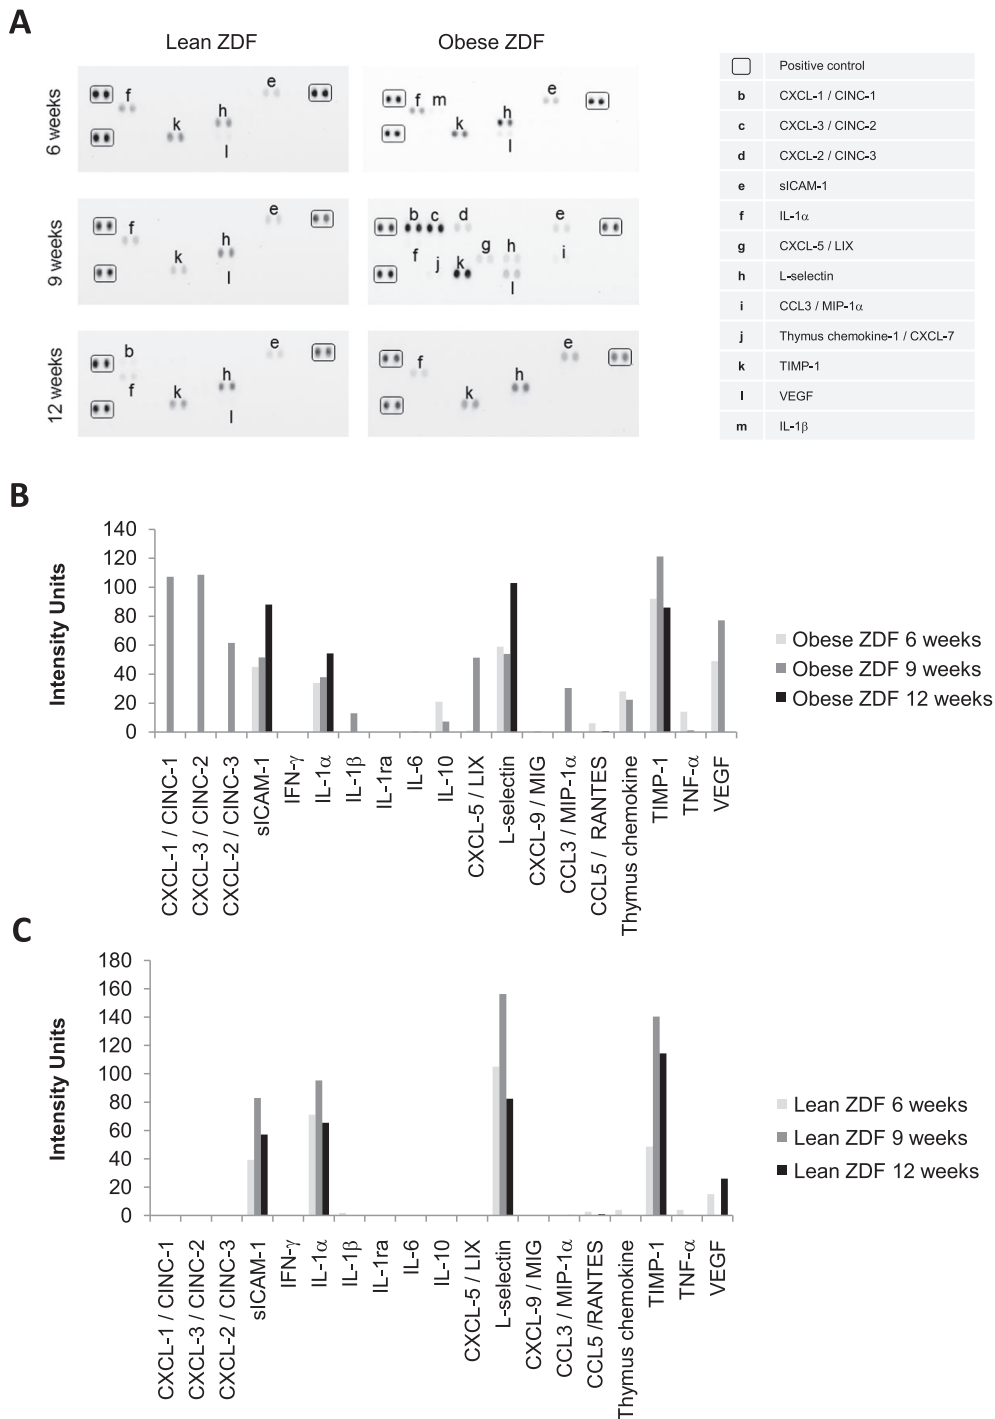 A
Lean ZDF
Obese ZDF
6 weeks
f
e
h
k
l
f
m
e
h
k
l
9 weeks
f
e
h
k
l
b
c
d
e
f
j
k
g
h
i
l
12 weeks
b
e
f
k
h
l
f
e
k
h
Positive control
b CXCL-1 / CINC-1
c CXCL-3 / CINC-2
d CXCL-2 / CINC-3
e sICAM-1
f IL-1α
g CXCL-5 / LIX
h L-selectin
i CCL3 / MIP-1α
j Thymus chemokine-1 / CXCL-7
k TIMP-1
l VEGF
m IL-1β
B
Intensity Units
140
120
100
80
60
40
20
0
CXCL-1 / CINC-1
CXCL-3 / CINC-2
CXCL-2 / CINC-3
sICAM-1
IFN-γ
IL-1α
IL-1β
IL-1ra
IL-6
IL-10
CXCL-5 / LIX
L-selectin
CXCL-9 / MIG
CCL3 / MIP-1α
CCL5 / RANTES
Thymus chemokine
TIMP-1
TNF-α
VEGF
Obese ZDF 6 weeks
Obese ZDF 9 weeks
Obese ZDF 12 weeks
C
Intensity Units
180
160
140
120
100
80
60
40
20
0
CXCL-1 / CINC-1
CXCL-3 / CINC-2
CXCL-2 / CINC-3
sICAM-1
IFN-γ
IL-1α
IL-1β
IL-1ra
IL-6
IL-10
CXCL-5 / LIX
L-selectin
CXCL-9 / MIG
CCL3 / MIP-1α
CCL5 /RANTES
Thymus chemokine
TIMP-1
TNF-α
VEGF
Lean ZDF 6 weeks
Lean ZDF 9 weeks
Lean ZDF 12 weeks